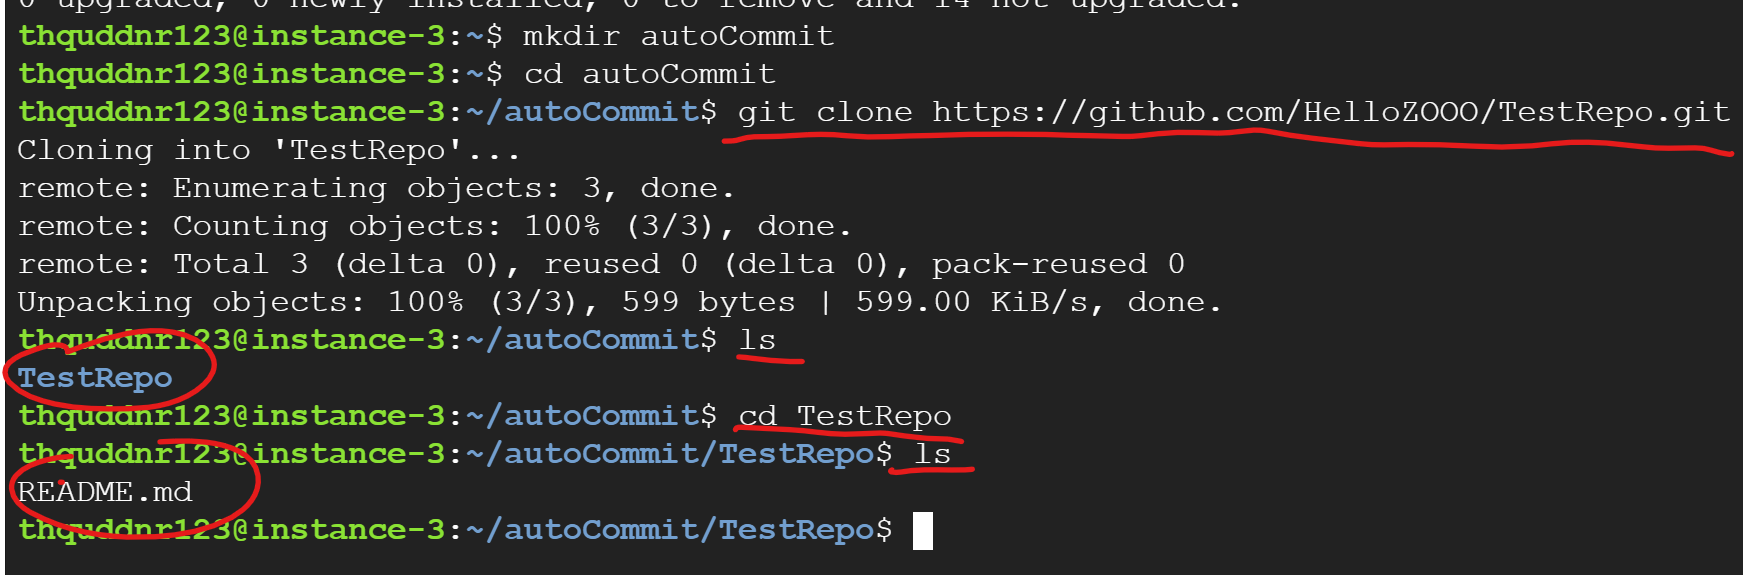 0 upgraded, 0 newly installed, 0 to remove and 14 not upgraded.
thquddnr123@instance-3:~$ mkdir autoCommit
thquddnr123@instance-3:~$ cd autoCommit
thquddnr123@instance-3:~/autoCommit$ git clone https://github.com/HelloZOOO/TestRepo.git
Cloning into 'TestRepo'...
remote: Enumerating objects: 3, done.
remote: Counting objects: 100% (3/3), done.
remote: Total 3 (delta 0), reused 0 (delta 0), pack-reused 0
Unpacking objects: 100% (3/3), 599 bytes | 599.00 KiB/s, done.
thquddnr123@instance-3:~/autoCommit$ ls
TestRepo
thquddnr123@instance-3:~/autoCommit$ cd TestRepo
thquddnr123@instance-3:~/autoCommit/TestRepo$ ls
README.md
thquddnr123@instance-3:~/autoCommit/TestRepo$